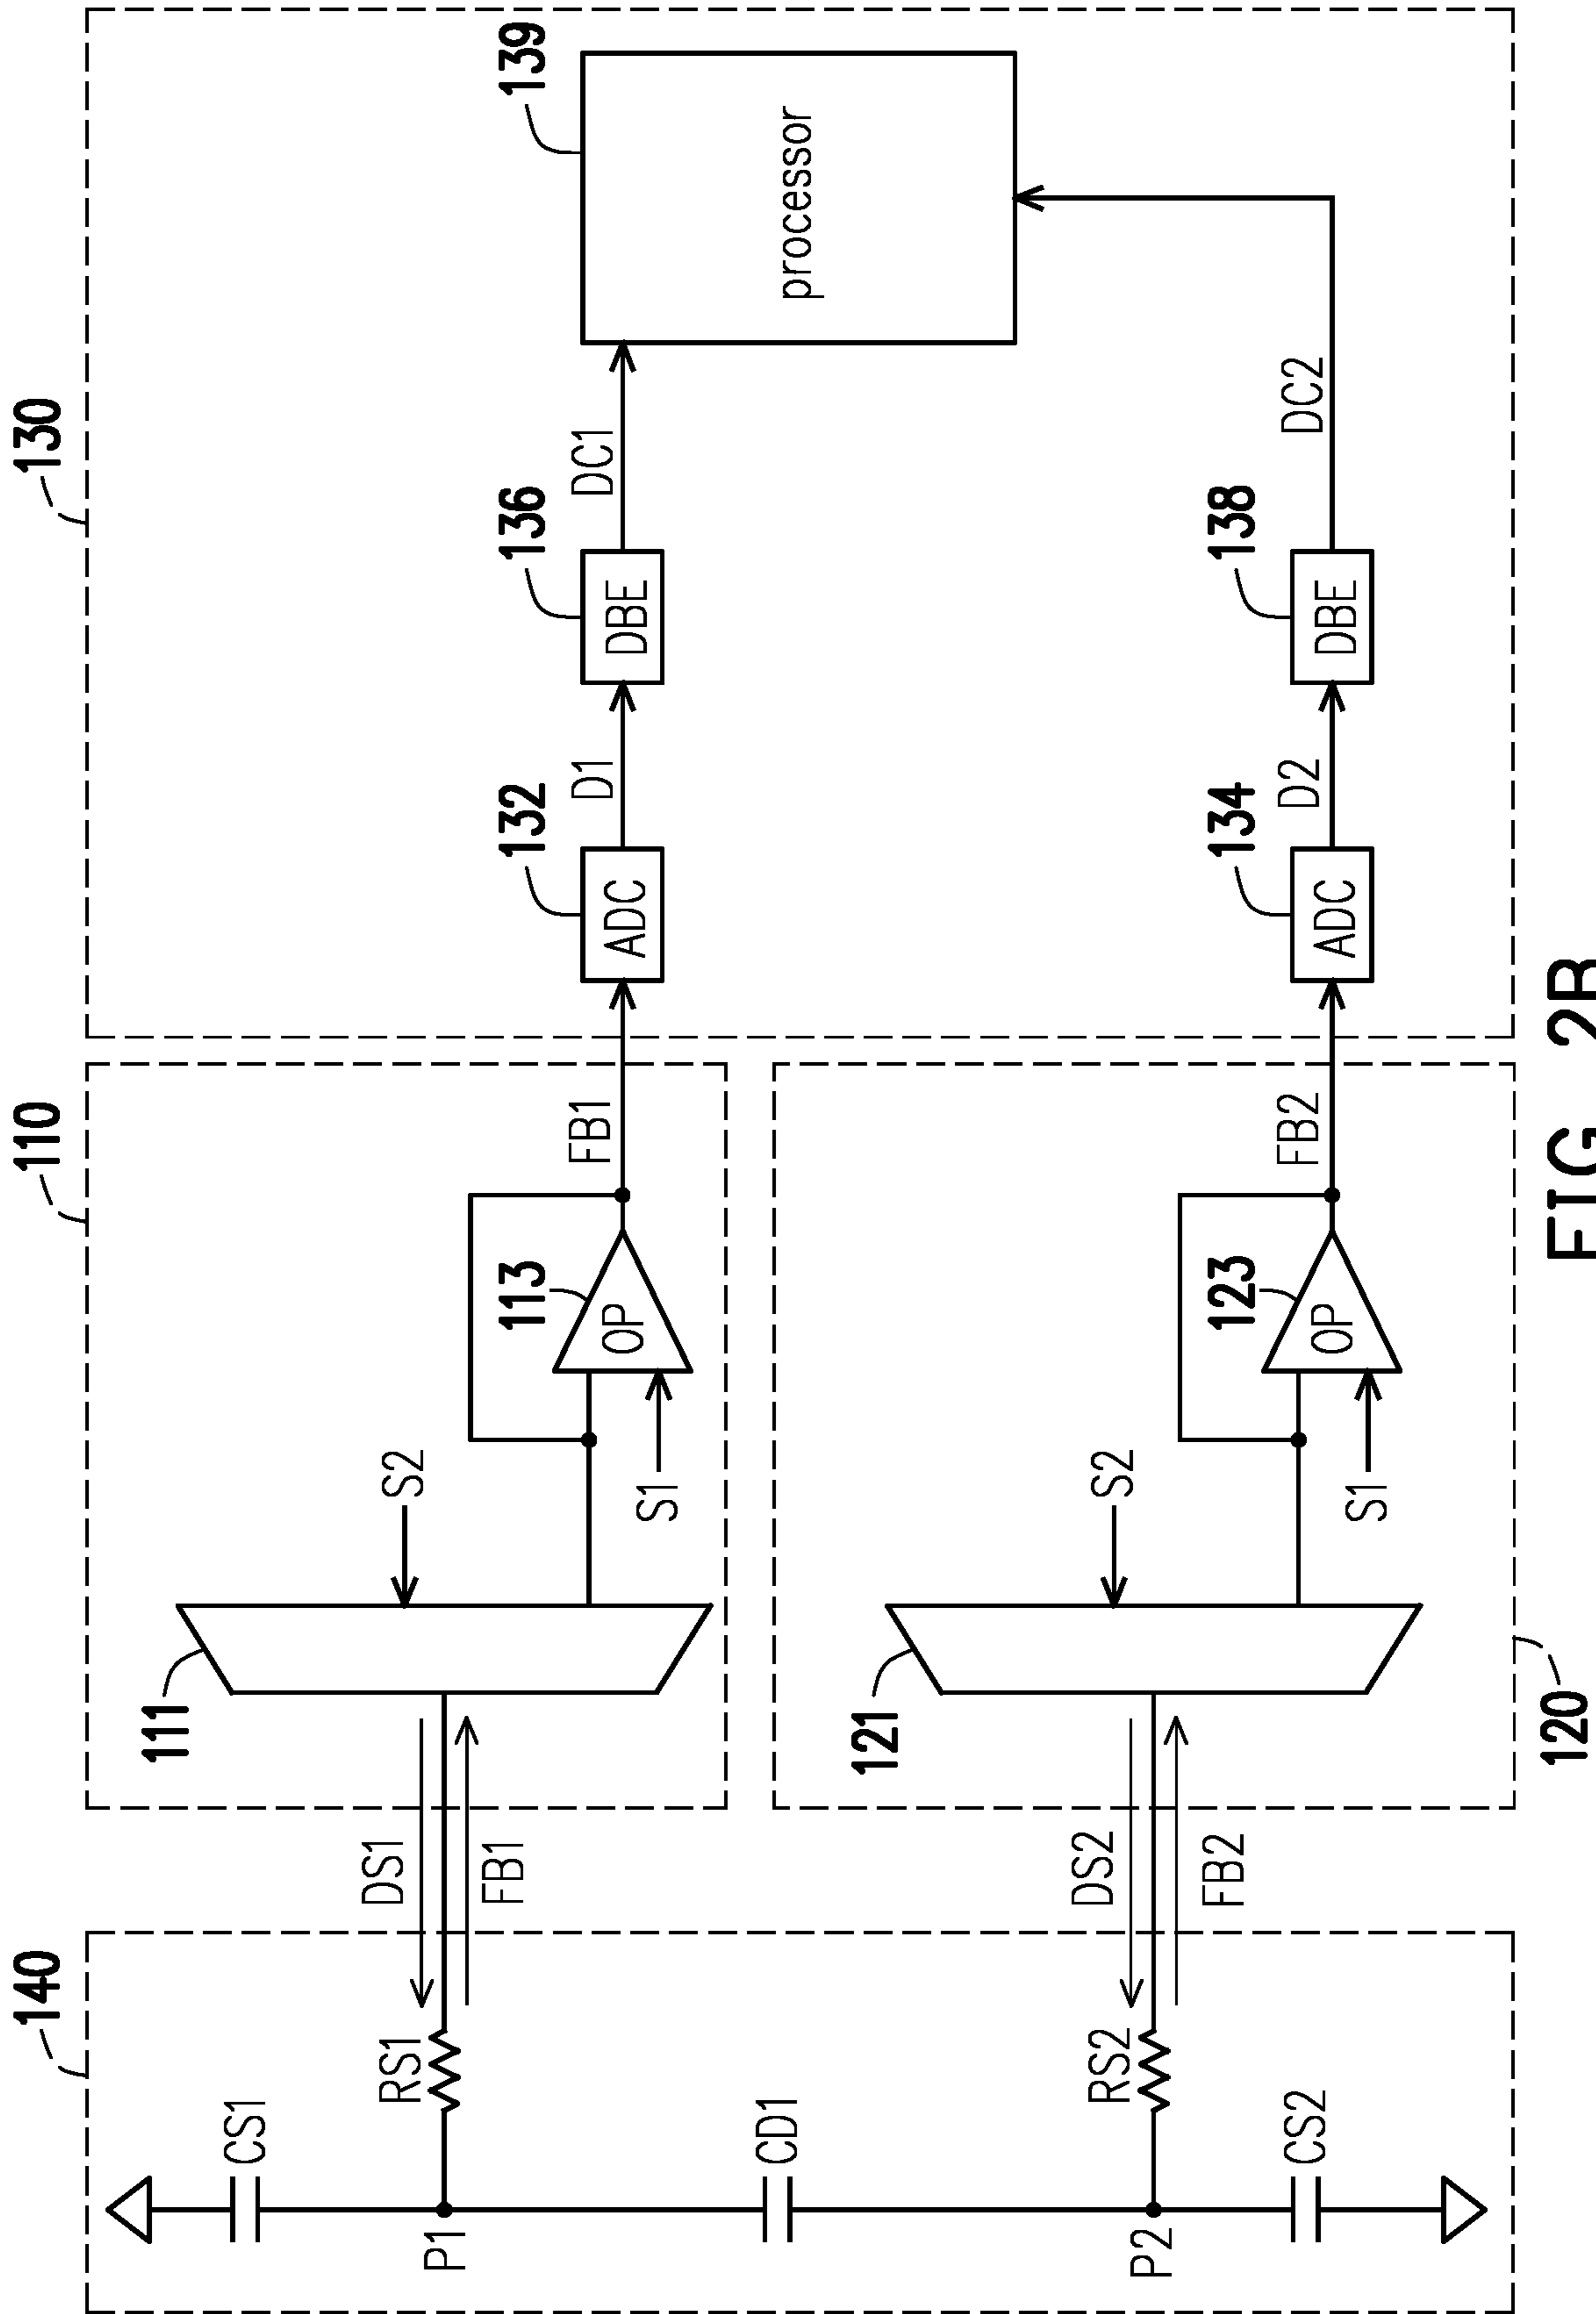 140
110
130
CS1
P1
RS1
DS1
FB1
CD1
P2
RS2
DS2
FB2
CS2
111
S2
S1
OP
113
FB1
121
S2
S1
OP
123
FB2
120
132
ADC
D1
136
DBE
DC1
139
processor
134
ADC
D2
138
DBE
DC2
FIG. 2B